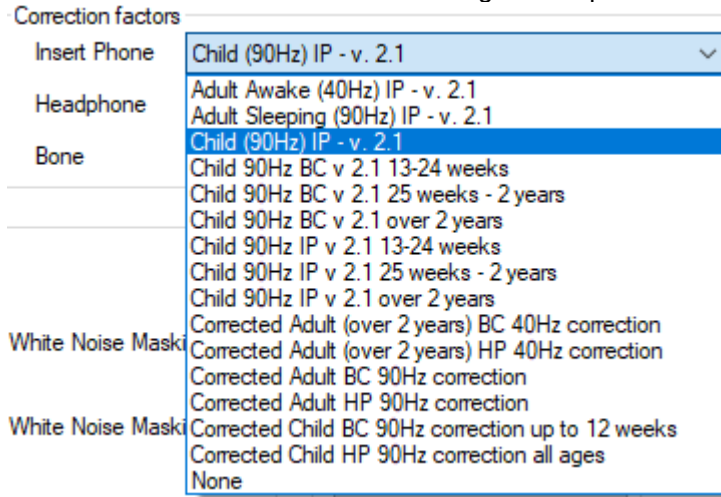 Correction factors
Insert Phone Child (90Hz) IP - v. 2.1
Adult Awake (40Hz) IP - v. 2.1
Headphone
Adult Sleeping (90Hz) IP - v. 2.1
Child (90Hz) IP - v. 2.1
Bone
Child 90Hz BC v 2.1 13-24 weeks
Child 90Hz BC v 2.1 25 weeks - 2 years
Child 90Hz BC v 2.1 over 2 years
Child 90Hz IP v 2.1 13-24 weeks
Child 90Hz IP v 2.1 25 weeks - 2 years
Child 90Hz IP v 2.1 over 2 years
Corrected Adult (over 2 years) BC 40Hz correction
White Noise Maski
Corrected Adult (over 2 years) HP 40Hz correction
Corrected Adult BC 90Hz correction
Corrected Adult HP 90Hz correction
White Noise Maski
Corrected Child BC 90Hz correction up to 12 weeks
Corrected Child HP 90Hz correction all ages
None